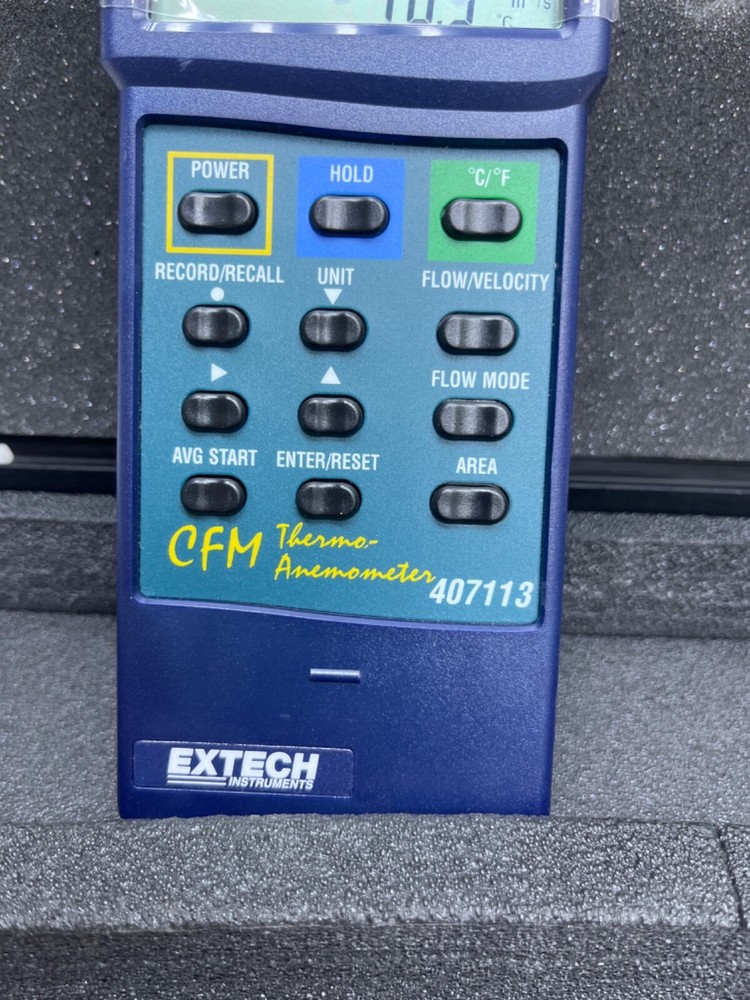 m³/s
°C
POWER
HOLD
°C/°F
RECORD/RECALL
UNIT
FLOW/VELOCITY
FLOW MODE
AVG START
ENTER/RESET
AREA
CFM Thermo-
Anemometer
407113
EXTECH
INSTRUMENTS